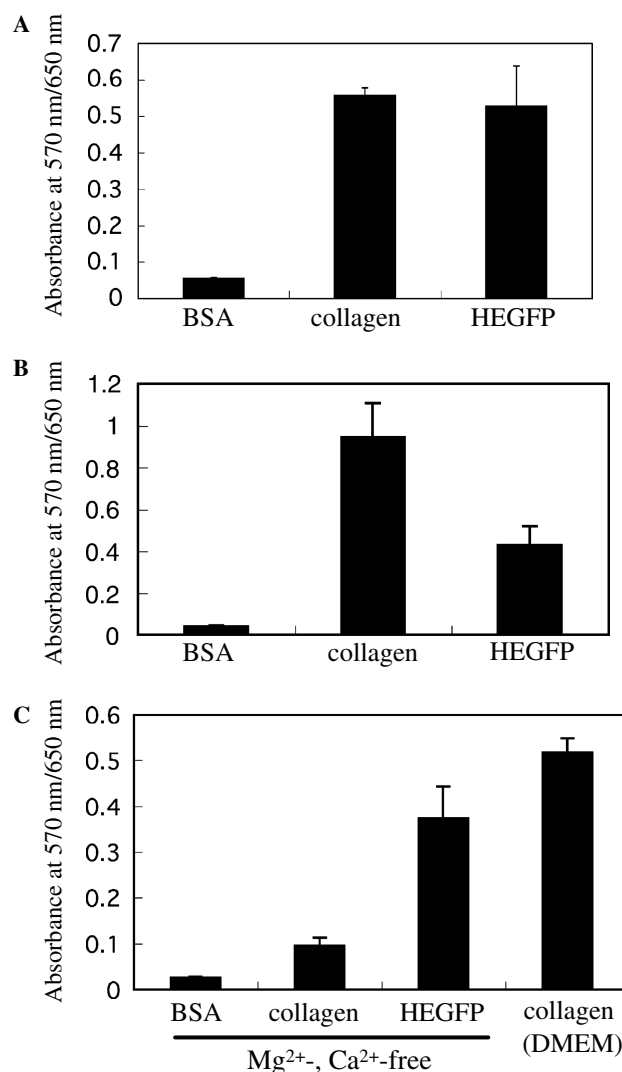 A
Absorbance at 570 nm/650 nm
0.7
0.6
0.5
0.4
0.3
0.2
0.1
0
BSA collagen HEGFP
B
Absorbance at 570 nm/650 nm
1.2
1
0.8
0.6
0.4
0.2
0
BSA collagen HEGFP
C
Absorbance at 570 nm/650 nm
0.6
0.5
0.4
0.3
0.2
0.1
0
BSA collagen HEGFP collagen
(DMEM)
Mg²⁺-, Ca²⁺-free